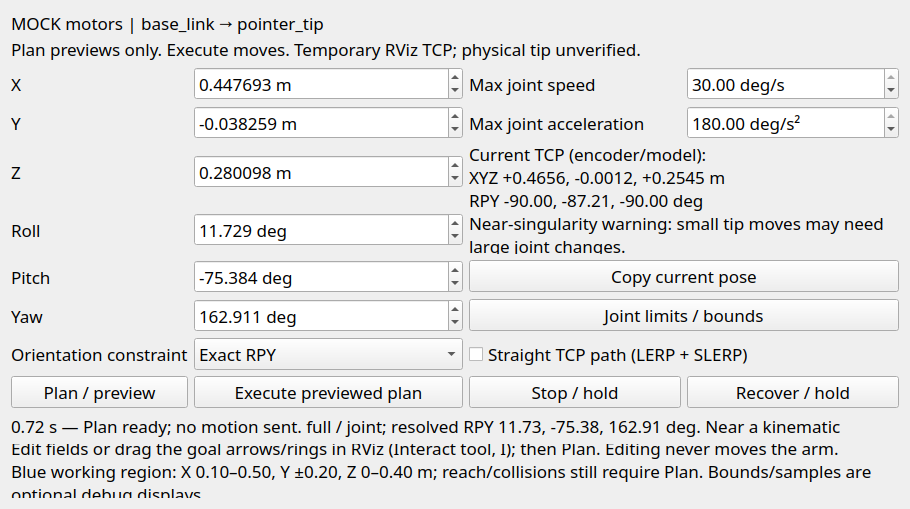 MOCK motors | base_link → pointer_tip
Plan previews only. Execute moves. Temporary RViz TCP; physical tip unverified.
X 0.447693 m Max joint speed 30.00 deg/s
Y -0.038259 m Max joint acceleration 180.00 deg/s²
Z 0.280098 m
Current TCP (encoder/model):
XYZ +0.4656, -0.0012, +0.2545 m
RPY -90.00, -87.21, -90.00 deg
Near-singularity warning: small tip moves may need
large joint changes.
Roll 11.729 deg
Pitch -75.384 deg Copy current pose
Yaw 162.911 deg Joint limits / bounds
Orientation constraint Exact RPY Straight TCP path (LERP + SLERP)
Plan / preview Execute previewed plan Stop / hold Recover / hold
0.72 s — Plan ready; no motion sent. full / joint; resolved RPY 11.73, -75.38, 162.91 deg. Near a kinematic
Edit fields or drag the goal arrows/rings in RViz (Interact tool, I); then Plan. Editing never moves the arm.
Blue working region: X 0.10–0.50, Y ±0.20, Z 0–0.40 m; reach/collisions still require Plan. Bounds/samples are
optional debug displays.